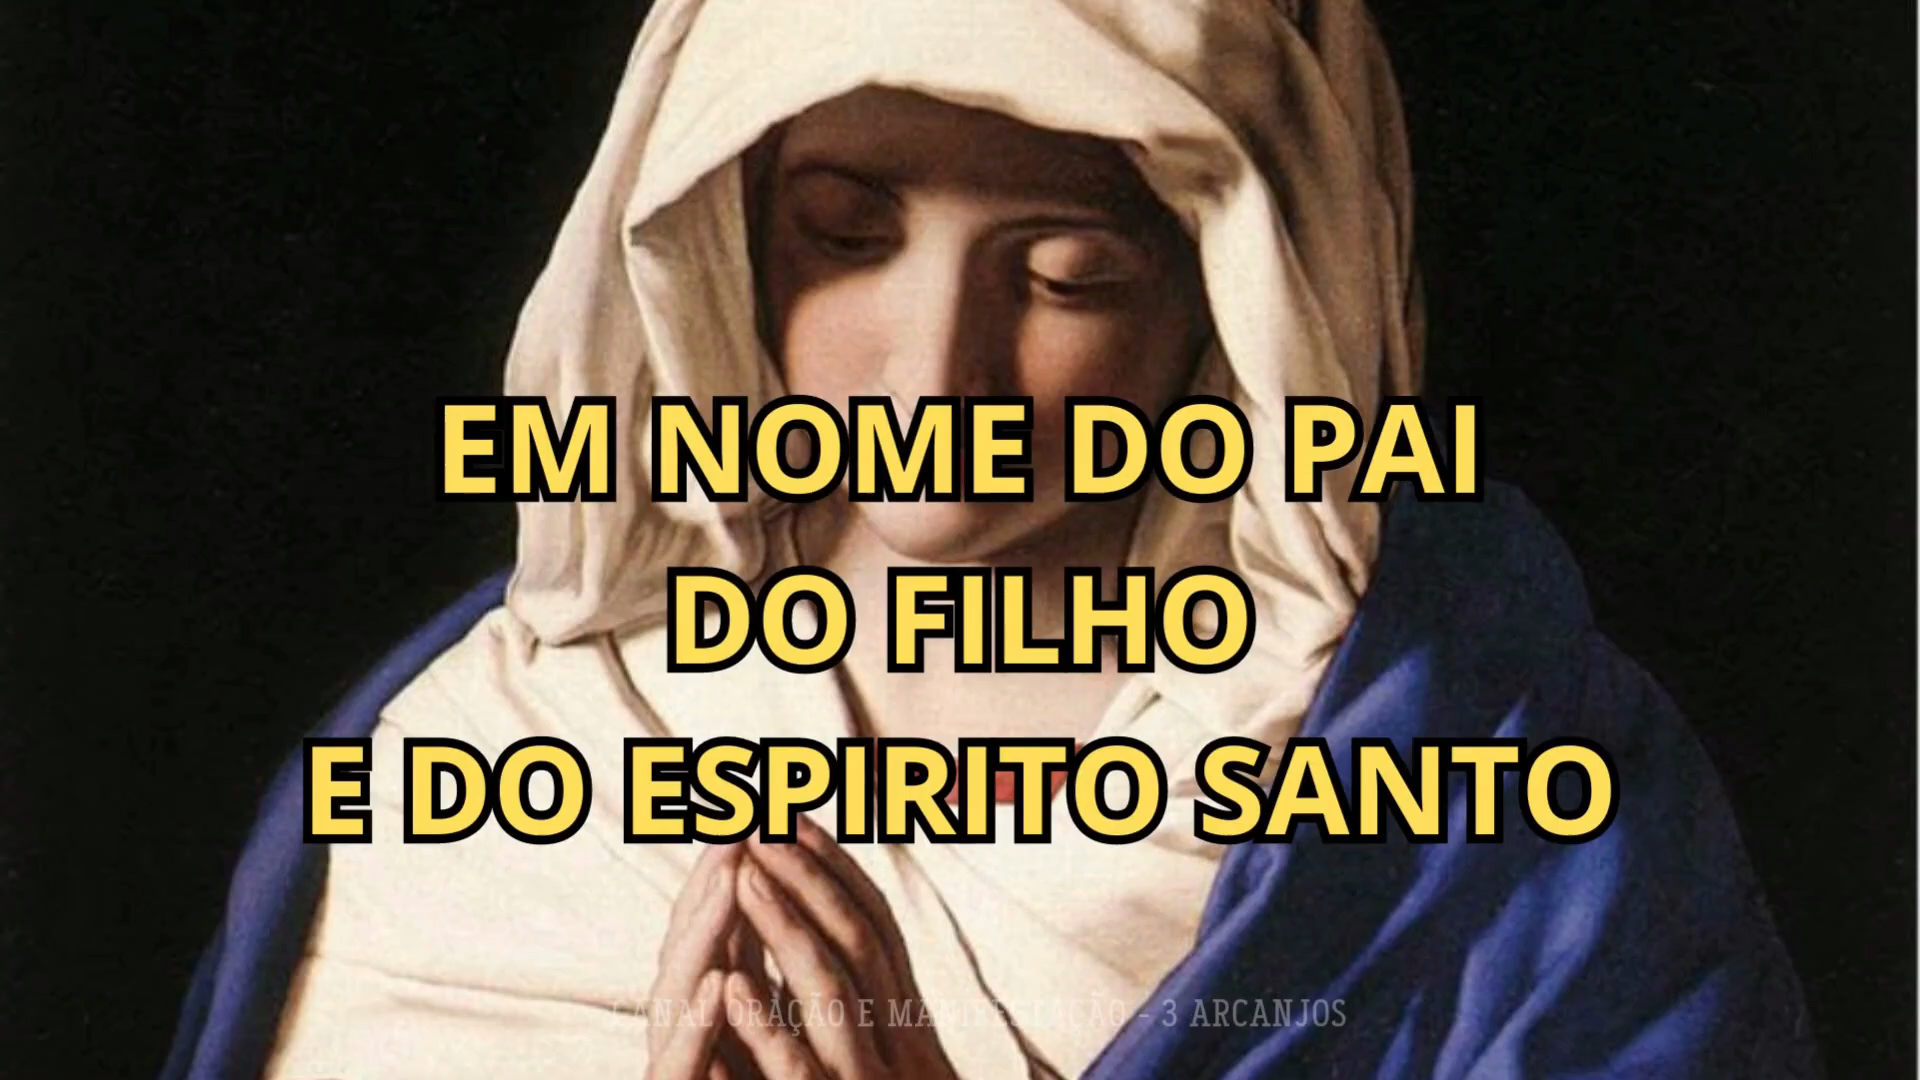 EM NOME DO PAI
DO FILHO
E DO ESPIRITO SANTO
CANAL ORAÇÃO E MANIFESTAÇÃO - 3 ARCANJOS